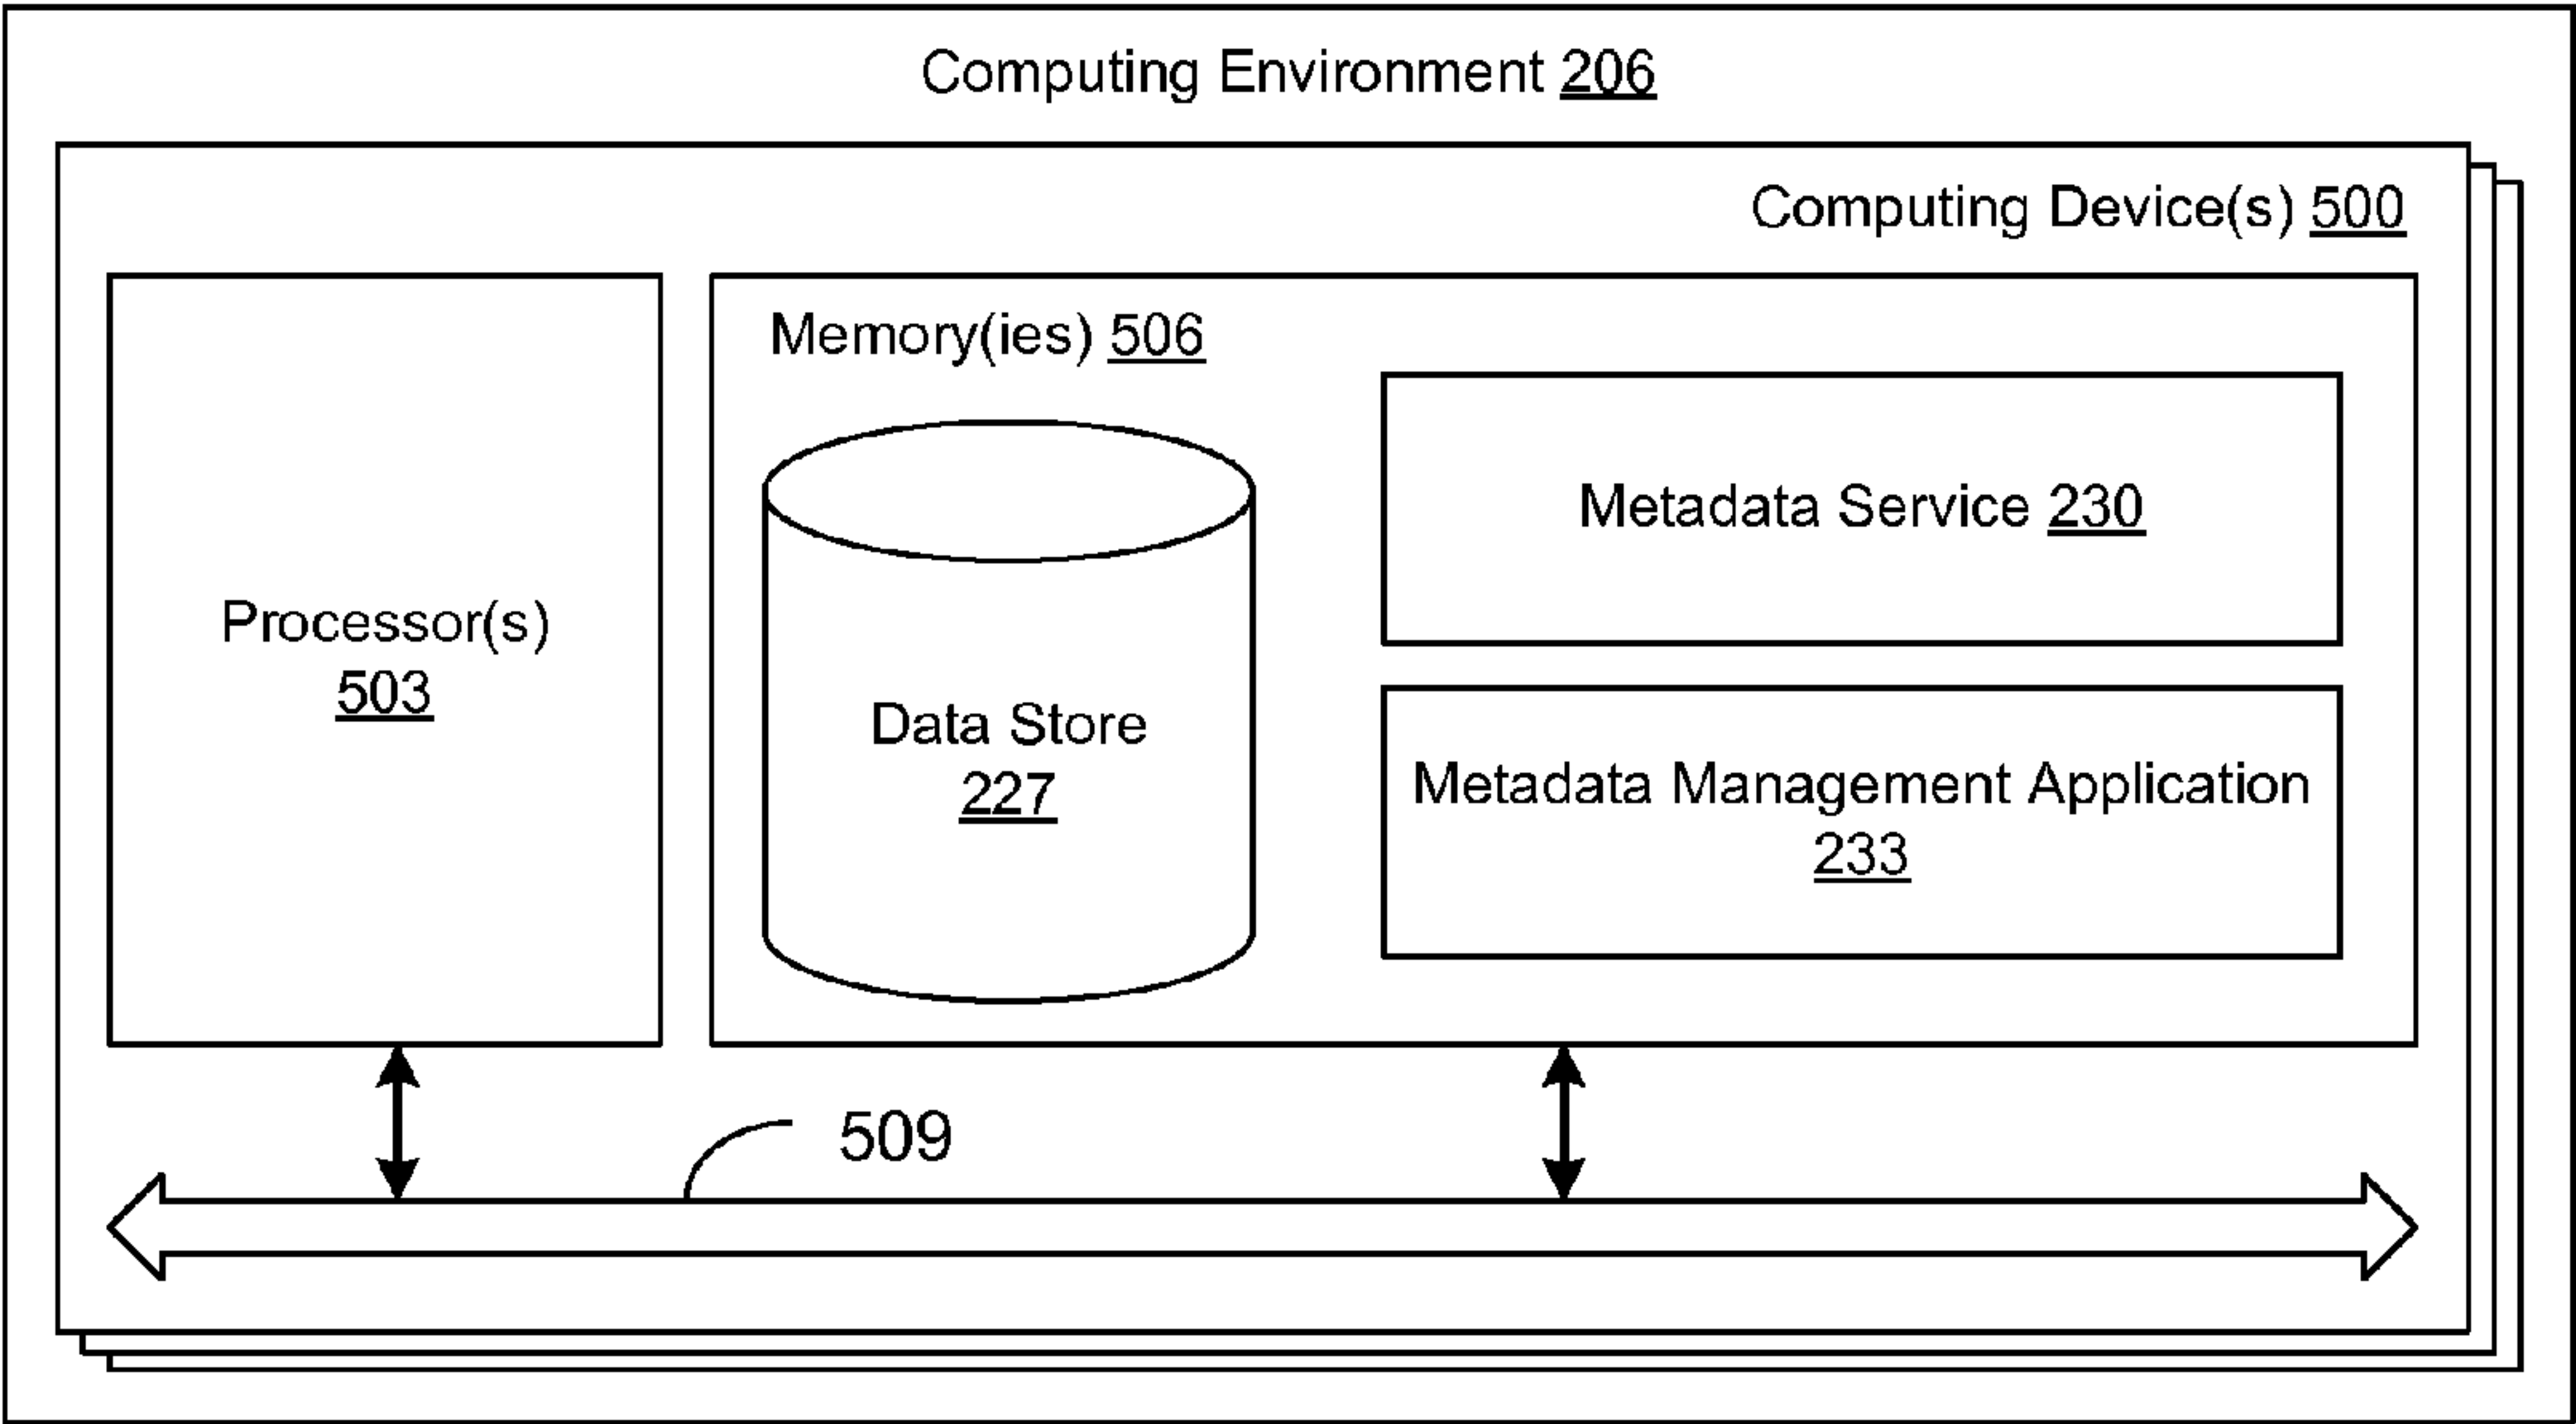 Computing Environment 206
Computing Device(s) 500
Memory(ies) 506
Metadata Service 230
Processor(s)
503
Data Store
227
Metadata Management Application
233
509